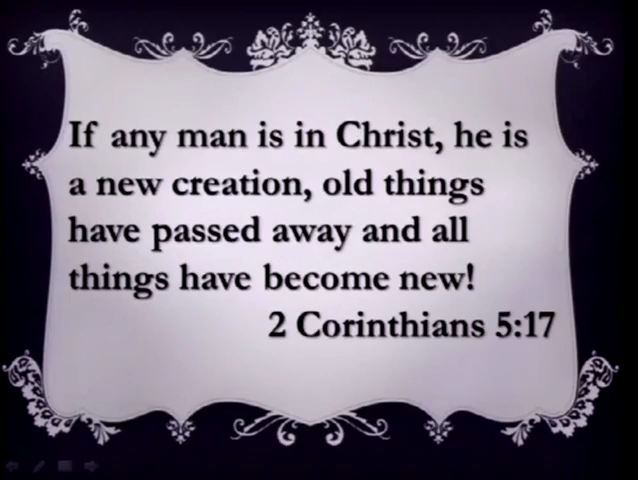 If any man is in Christ, he is
a new creation, old things
have passed away and all
things have become new!
2 Corinthians 5:17